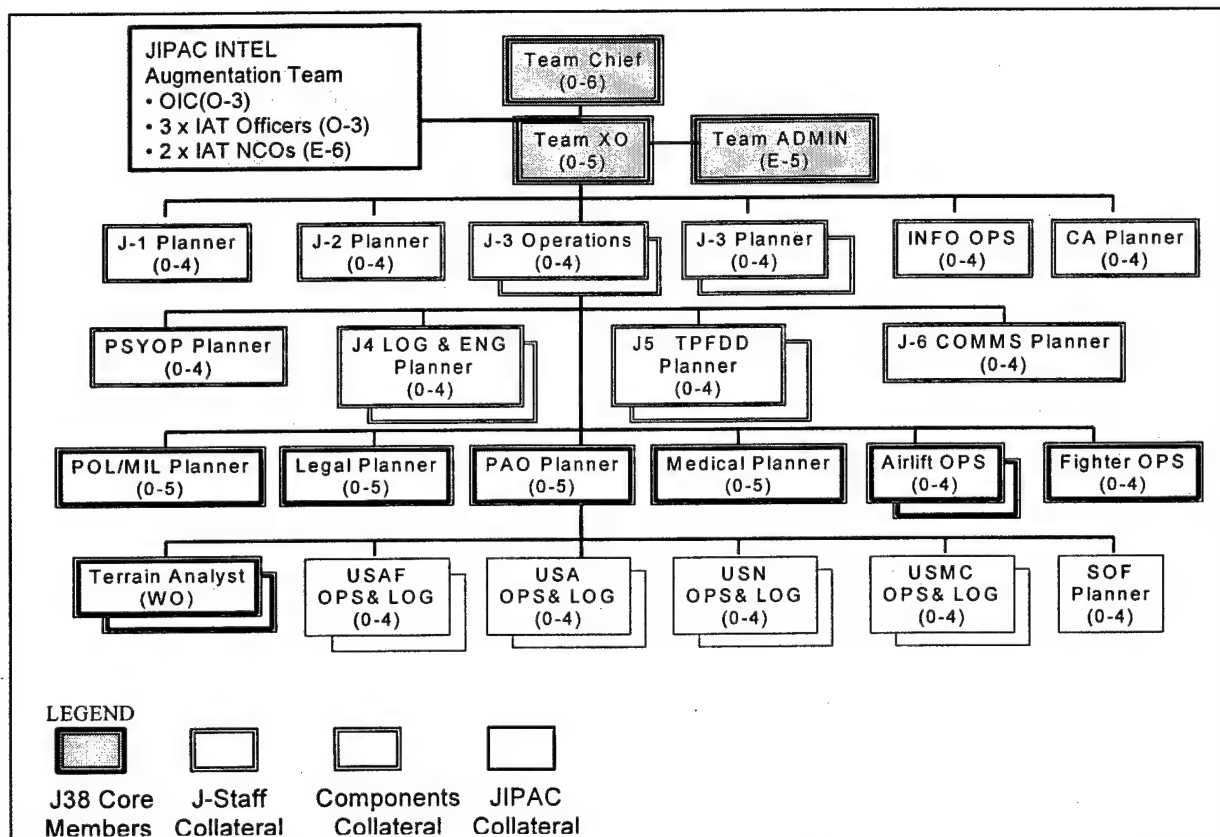 JIPAC INTEL
Augmentation Team
• OIC(O-3)
• 3 x IAT Officers (O-3)
• 2 x IAT NCOs (E-6)
Team Chief
(0-6)
Team XO
(0-5)
Team ADMIN
(E-5)
J-1 Planner
(0-4)
J-2 Planner
(0-4)
J-3 Operations
(0-4)
J-3 Planner
(0-4)
INFO OPS
(0-4)
CA Planner
(0-4)
PSYOP Planner
(0-4)
J4 LOG & ENG
Planner
(0-4)
J5 TPFDD
Planner
(0-4)
J-6 COMMS Planner
(0-4)
POL/MIL Planner
(0-5)
Legal Planner
(0-5)
PAO Planner
(0-5)
Medical Planner
(0-5)
Airlift OPS
(0-4)
Fighter OPS
(0-4)
Terrain Analyst
(WO)
USAF
OPS& LOG
(0-4)
USA
OPS& LOG
(0-4)
USN
OPS& LOG
(0-4)
USMC
OPS& LOG
(0-4)
SOF
Planner
(0-4)
LEGEND
J38 Core
Members
J-Staff
Collateral
Components
Collateral
JIPAC
Collateral